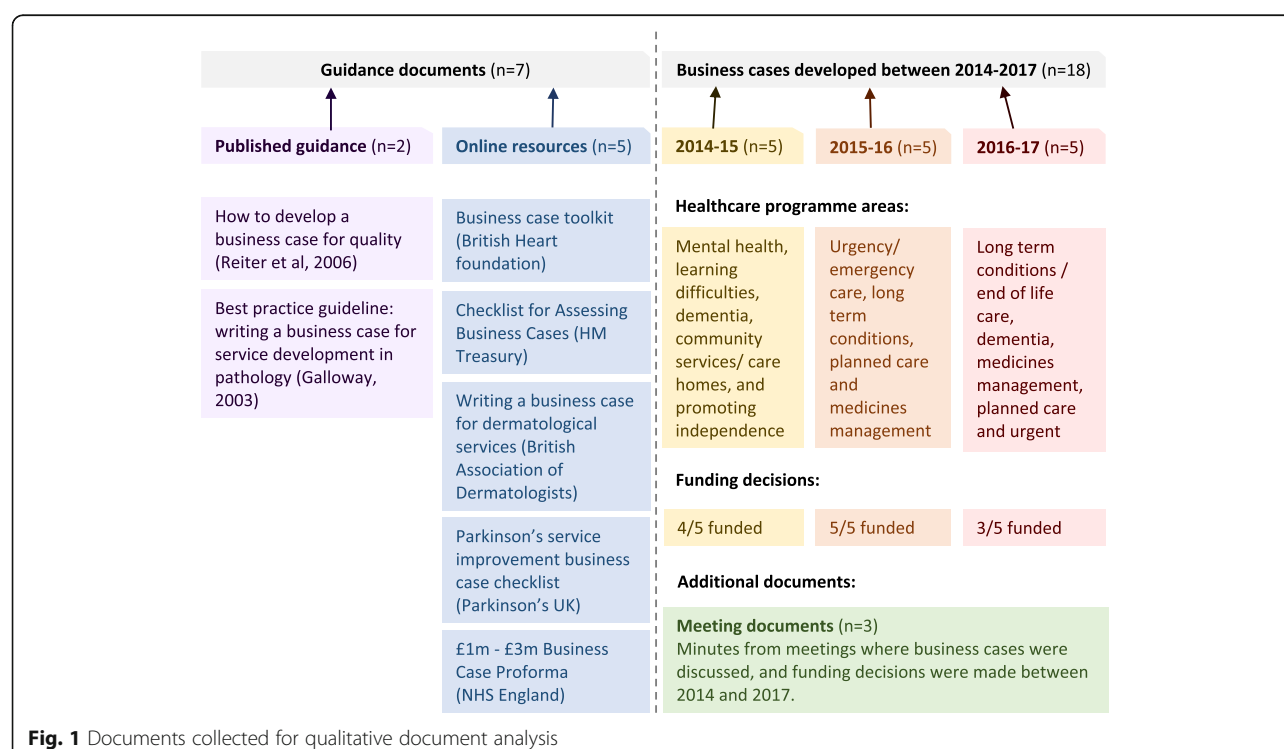 Guidance documents (n=7)
Published guidance (n=2)
How to develop a
business case for quality
(Reiter et al, 2006)
Best practice guideline:
writing a business case for
service development in
pathology (Galloway,
2003)
Online resources (n=5)
Business case toolkit
(British Heart
foundation)
Checklist for Assessing
Business Cases (HM
Treasury)
Writing a business case
for dermatological
services (British
Association of
Dermatologists)
Parkinson’s service
improvement business
case checklist
(Parkinson’s UK)
£1m - £3m Business
Case Proforma
(NHS England)
Business cases developed between 2014-2017 (n=18)
2014-15 (n=5)
2015-16 (n=5)
2016-17 (n=5)
Healthcare programme areas:
Mental health,
learning
difficulties,
dementia,
community
services/ care
homes, and
promoting
independence
Urgency/
emergency
care, long
term
conditions,
planned care
and
medicines
management
Long term
conditions /
end of life
care,
dementia,
medicines
management,
planned care
and urgent
Funding decisions:
4/5 funded
5/5 funded
3/5 funded
Additional documents:
Meeting documents (n=3)
Minutes from meetings where business cases were
discussed, and funding decisions were made between
2014 and 2017.
Fig. 1 Documents collected for qualitative document analysis